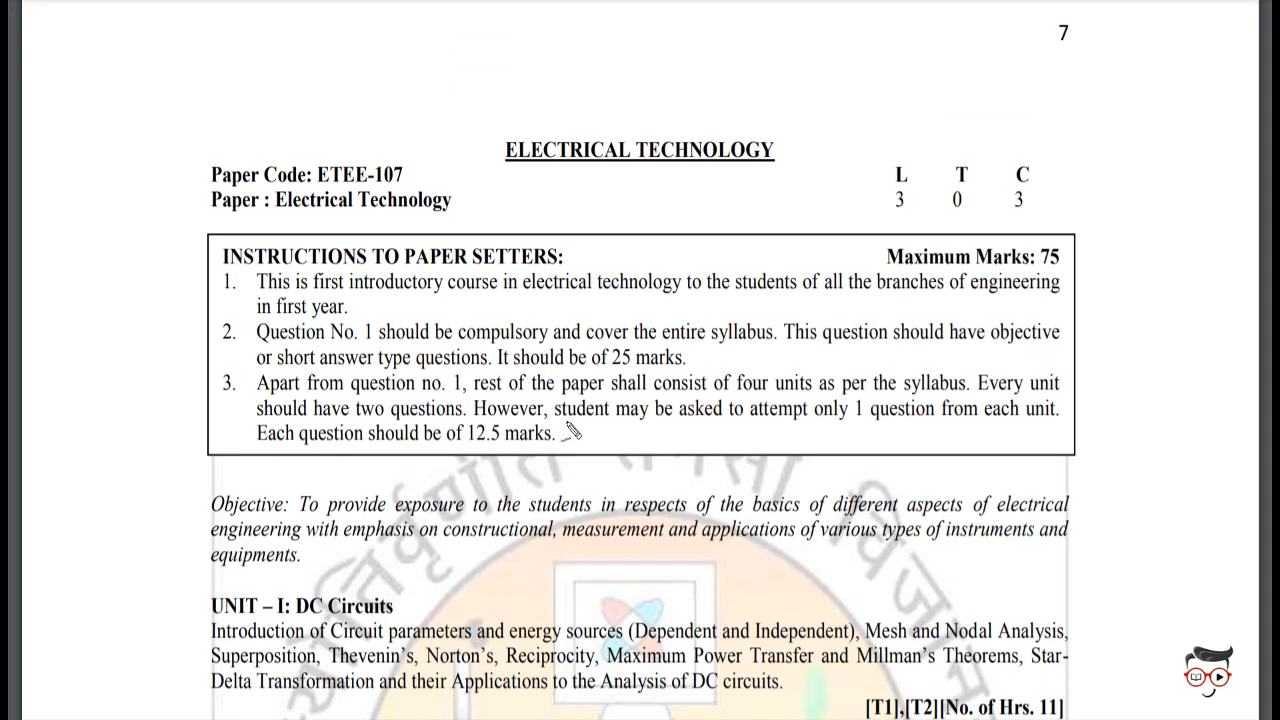 7
ELECTRICAL TECHNOLOGY
Paper Code: ETEE-107 L T C
Paper : Electrical Technology 3 0 3
INSTRUCTIONS TO PAPER SETTERS: Maximum Marks: 75
1. This is first introductory course in electrical technology to the students of all the branches of engineering
in first year.
2. Question No. 1 should be compulsory and cover the entire syllabus. This question should have objective
or short answer type questions. It should be of 25 marks.
3. Apart from question no. 1, rest of the paper shall consist of four units as per the syllabus. Every unit
should have two questions. However, student may be asked to attempt only 1 question from each unit.
Each question should be of 12.5 marks.
Objective: To provide exposure to the students in respects of the basics of different aspects of electrical
engineering with emphasis on constructional, measurement and applications of various types of instruments and
equipments.
UNIT – I: DC Circuits
Introduction of Circuit parameters and energy sources (Dependent and Independent), Mesh and Nodal Analysis,
Superposition, Thevenin’s, Norton’s, Reciprocity, Maximum Power Transfer and Millman’s Theorems, Star-
Delta Transformation and their Applications to the Analysis of DC circuits.
[T1],[T2][No. of Hrs. 11]